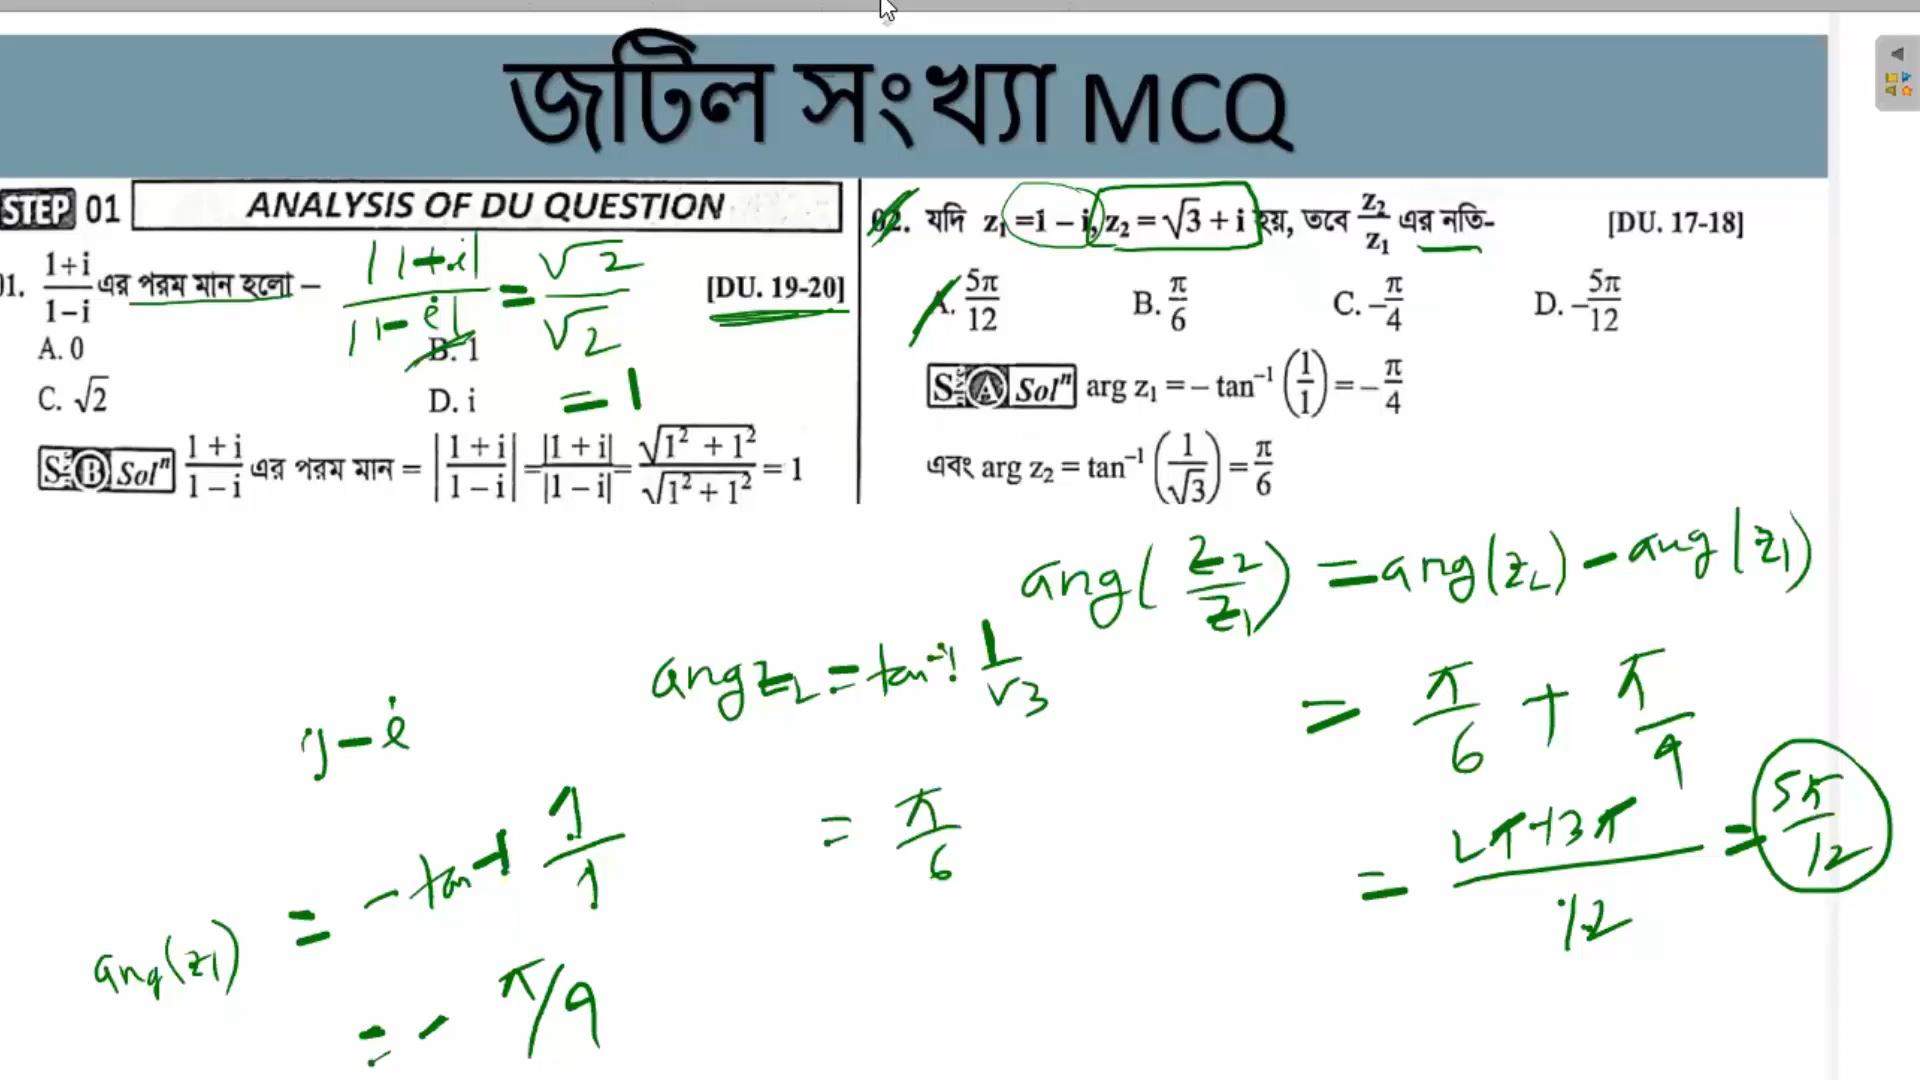 জটিল সংখ্যা MCQ
STEP 01 ANALYSIS OF DU QUESTION
01. (1+i)/(1-i) এর পরম মান হলো – [DU. 19-20]
|1+i|/|1-i| = √2/√2
= 1
A. 0 B. 1
C. √2 D. i
B Solⁿ (1+i)/(1-i) এর পরম মান = |(1+i)/(1-i)| = |1+i|/|1-i| = √(1²+1²)/√(1²+1²) = 1
02. যদি z₁ =1 – i, z₂ = √3 + i হয়, তবে z₂/z₁ এর নতি- [DU. 17-18]
A. 5π/12 B. π/6 C. -π/4 D. -5π/12
A Solⁿ arg z₁ = – tan⁻¹ (1/1) = – π/4
এবং arg z₂ = tan⁻¹ (1/√3) = π/6
arg(z₂/z₁) = arg(z₂) - arg(z₁)
= π/6 + π/4
= (2π+3π)/12 = 5π/12
arg z₂ = tan⁻¹ 1/√3
= π/6
1-i
arg(z₁) = - tan⁻¹ 1/1
= - π/4